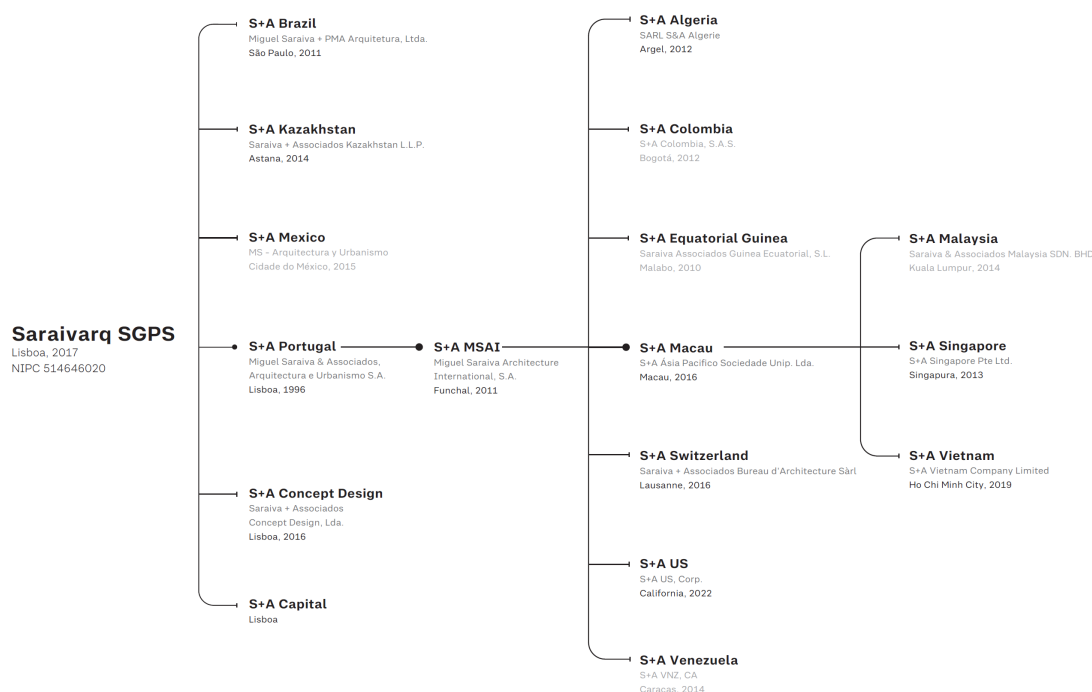 Saraivarq SGPS
Lisboa, 2017
NIPC 514646020
S+A Brazil
Miguel Saraiva + PMA Arquitetura, Ltda.
São Paulo, 2011
S+A Kazakhstan
Saraiva + Associados Kazakhstan L.L.P.
Astana, 2014
S+A Mexico
MS - Arquitectura y Urbanismo
Cidade do México, 2015
S+A Portugal
Miguel Saraiva & Associados,
Arquitetura e Urbanismo S.A.
Lisboa, 1996
S+A Concept Design
Saraiva + Associados
Concept Design, Lda.
Lisboa, 2016
S+A Capital
Lisboa
S+A MSAI
Miguel Saraiva Architecture
International, S.A.
Funchal, 2011
S+A Algeria
SARL S&A Algerie
Argel, 2012
S+A Colombia
S+A Colombia, S.A.S.
Bogotá, 2012
S+A Equatorial Guinea
Saraiva Associados Guinea Ecuatorial, S.L.
Malabo, 2010
S+A Macau
S+A Ásia Pacífico Sociedade Unip. Lda.
Macau, 2016
S+A Switzerland
Saraiva + Associados Bureau d'Architecture Sàrl
Lausanne, 2016
S+A US
S+A US, Corp.
California, 2022
S+A Venezuela
S+A VNZ, CA
Caracas, 2014
S+A Malaysia
Saraiva & Associados Malaysia SDN. BHD
Kuala Lumpur, 2014
S+A Singapore
S+A Singapore Pte Ltd.
Singapura, 2013
S+A Vietnam
S+A Vietnam Company Limited
Ho Chi Minh City, 2019